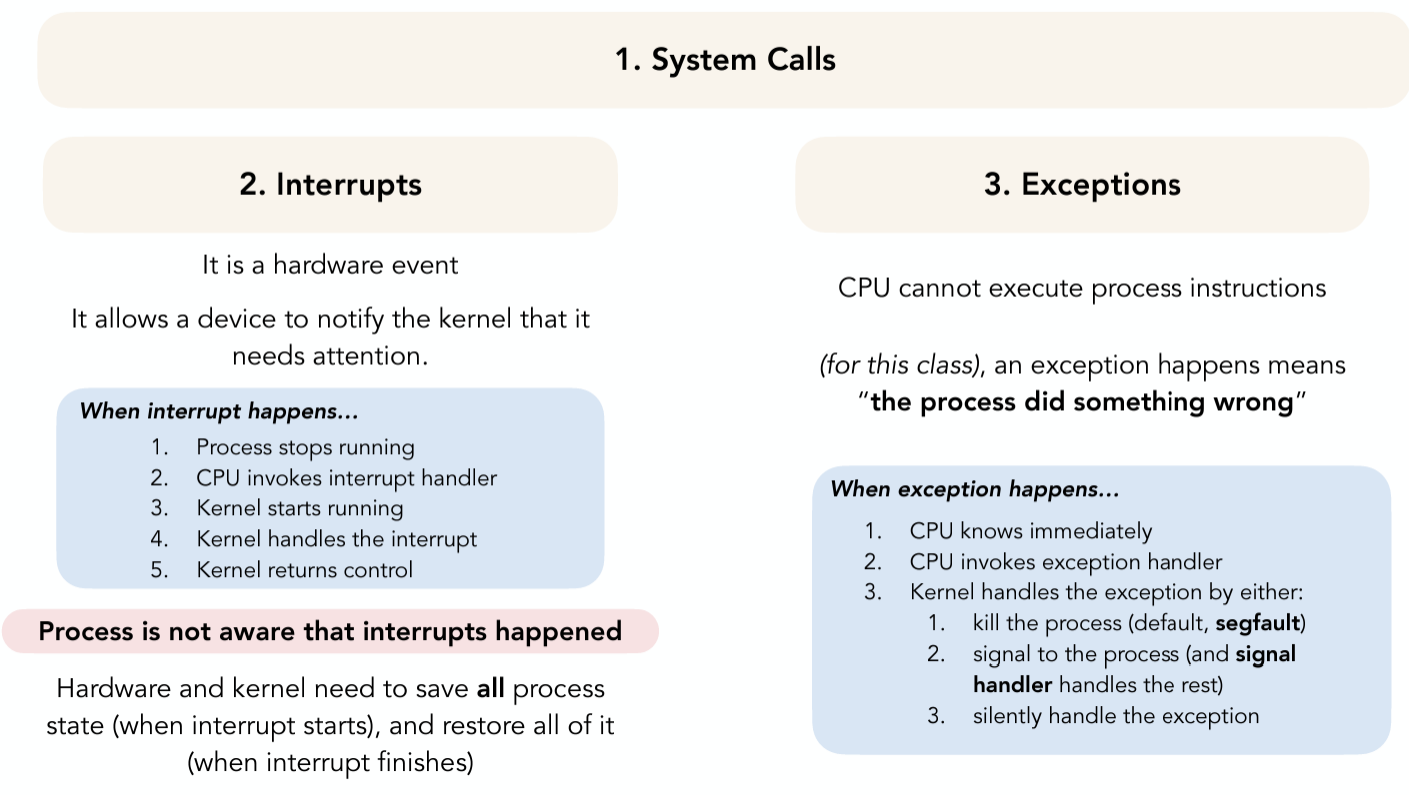 1. System Calls
2. Interrupts
It is a hardware event
It allows a device to notify the kernel that it
needs attention.
When interrupt happens...
1. Process stops running
2. CPU invokes interrupt handler
3. Kernel starts running
4. Kernel handles the interrupt
5. Kernel returns control
Process is not aware that interrupts happened
Hardware and kernel need to save all process
state (when interrupt starts), and restore all of it
(when interrupt finishes)
3. Exceptions
CPU cannot execute process instructions
(for this class), an exception happens means
“the process did something wrong”
When exception happens...
1. CPU knows immediately
2. CPU invokes exception handler
3. Kernel handles the exception by either:
1. kill the process (default, segfault)
2. signal to the process (and signal
handler handles the rest)
3. silently handle the exception